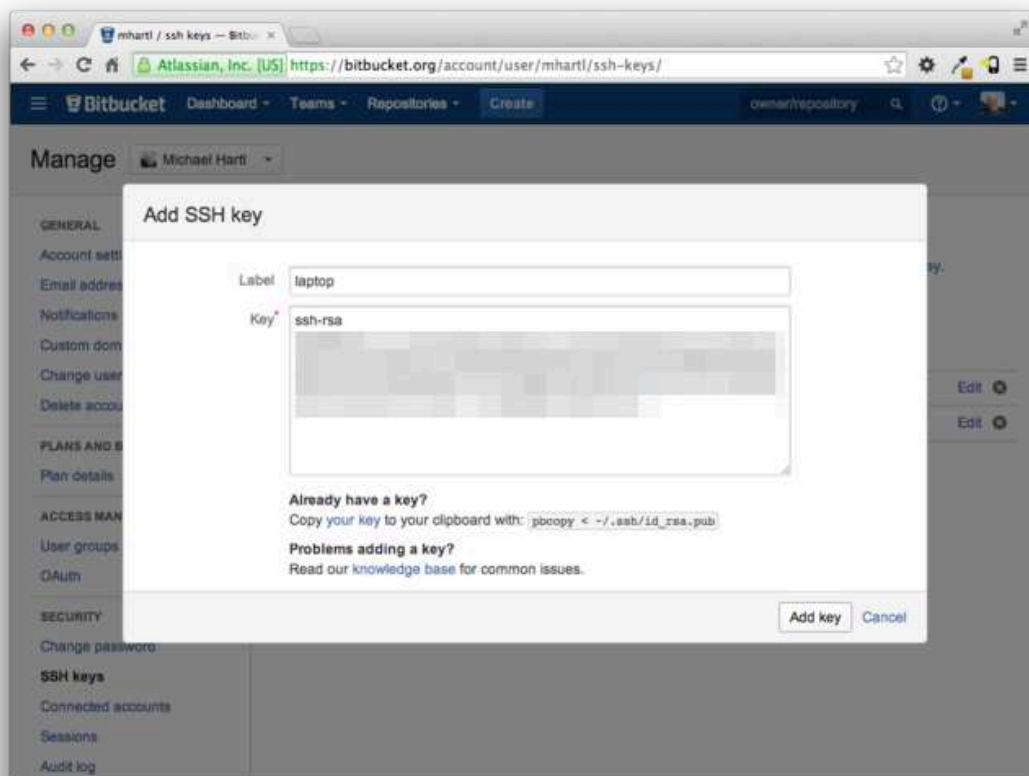 mhartl / ssh keys — Bitbu
Atlassian, Inc. [US] https://bitbucket.org/account/user/mhartl/ssh-keys/
Bitbucket Dashboard Teams Repositories Create owner/repository
Manage Michael Hartl
Add SSH key
GENERAL
Account setti
Email addres
Notifications
Custom dom
Change user
Delete accou
PLANS AND B
Plan details
ACCESS MAN
User groups
OAuth
SECURITY
Change password
SSH keys
Connected accounts
Sessions
Audit log
Label laptop
Key* ssh-rsa
Already have a key?
Copy your key to your clipboard with: pbcopy < ~/.ssh/id_rsa.pub
Problems adding a key?
Read our knowledge base for common issues.
Add key Cancel
ey.
Edit
Edit